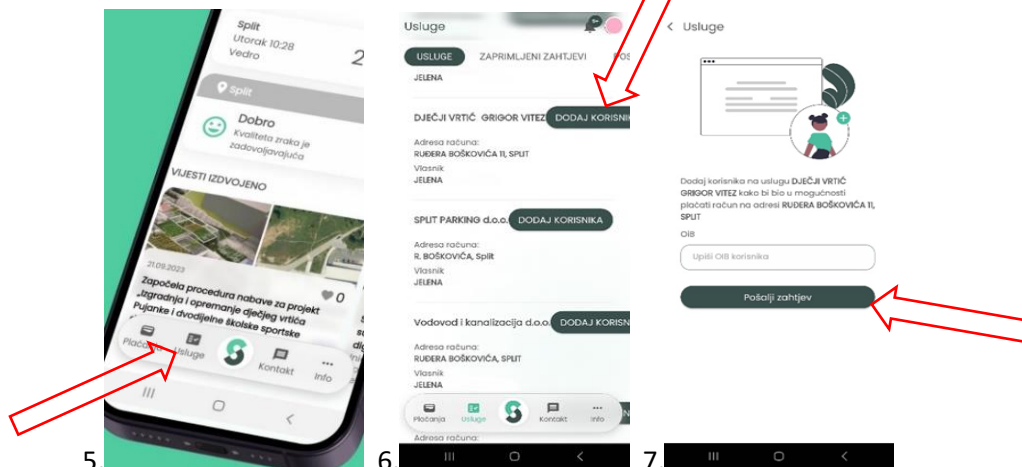 Split
Utorak 10:28
Vedro
2
Split
Dobro
Kvaliteta zraka je
zadovoljavajuća
VIJESTI IZDVOJENO
21.09.2023
0
Započela procedura nabave za projekt
„Izgradnja i opremanje dječjeg vrtića
Pujanke i dvodijelne školske sportske
Plaćanja
Usluge
Kontakt
Info
5.
Usluge
9+
USLUGE
ZAPRIMLJENI ZAHTJEVI
POS
JELENA
DJEČJI VRTIĆ GRIGOR VITEZ
DODAJ KORISNIK
Adresa računa:
RUĐERA BOŠKOVIĆA 11, SPLIT
Vlasnik
JELENA
SPLIT PARKING d.o.o.
DODAJ KORISNIKA
Adresa računa:
R. BOŠKOVIĆA, Split
Vlasnik
JELENA
Vodovod i kanalizacija d.o.o.
DODAJ KORISN
Adresa računa:
RUĐERA BOŠKOVIĆA, SPLIT
Vlasnik
JELENA
Plaćanja
Usluge
Kontakt
Info
Adresa računa:
6.
Usluge
Dodaj korisnika na uslugu DJEČJI VRTIĆ
GRIGOR VITEZ kako bi bio u mogućnosti
plaćati račun na adresi RUĐERA BOŠKOVIĆA 11,
SPLIT
OIB
Upiši OIB korisnika
Pošalji zahtjev
7.